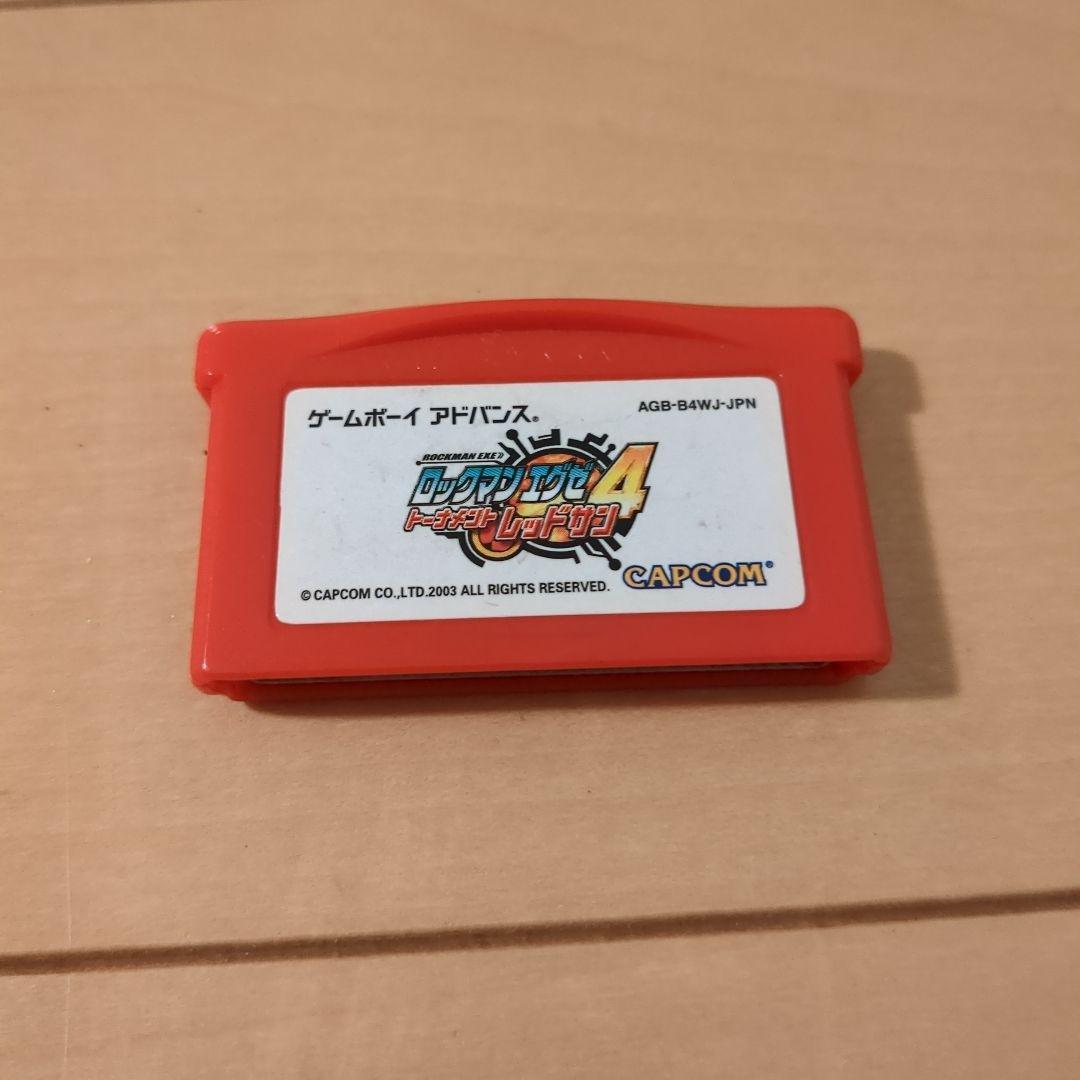 ゲームボーイ アドバンス®
AGB-B4WJ-JPN
ROCKMAN EXE
ロックマン エグゼ4
トーナメント レッドサン
© CAPCOM CO.,LTD.2003 ALL RIGHTS RESERVED.
CAPCOM®